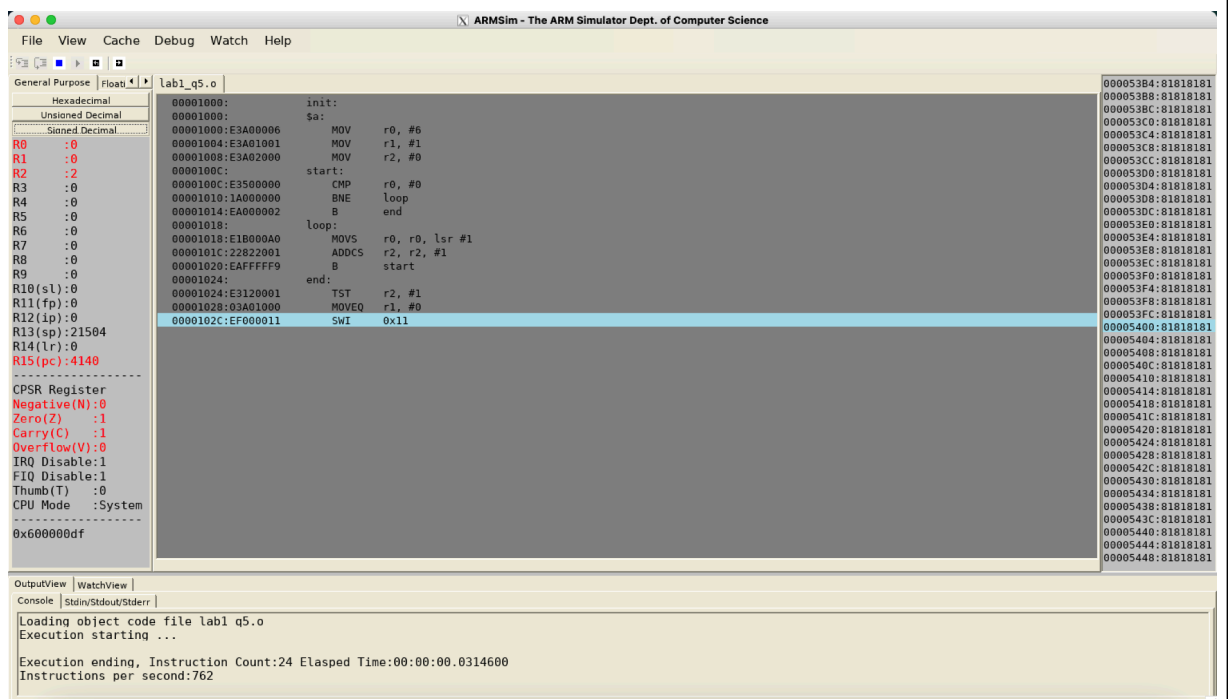 ARMSim - The ARM Simulator Dept. of Computer Science
File View Cache Debug Watch Help
General Purpose Floati
Hexadecimal
Unsigned Decimal
Signed Decimal
R0 :0
R1 :0
R2 :2
R3 :0
R4 :0
R5 :0
R6 :0
R7 :0
R8 :0
R9 :0
R10(sl):0
R11(fp):0
R12(ip):0
R13(sp):21504
R14(lr):0
R15(pc):4140
------------------
CPSR Register
Negative(N):0
Zero(Z) :1
Carry(C) :1
Overflow(V):0
IRQ Disable:1
FIQ Disable:1
Thumb(T) :0
CPU Mode :System
------------------
0x600000df
lab1_q5.o
00001000: init:
00001000: $a:
00001000:E3A00006 MOV r0, #6
00001004:E3A01001 MOV r1, #1
00001008:E3A02000 MOV r2, #0
0000100C: start:
0000100C:E3500000 CMP r0, #0
00001010:1A000000 BNE loop
00001014:EA000002 B end
00001018: loop:
00001018:E1B000A0 MOVS r0, r0, lsr #1
0000101C:22822001 ADDCS r2, r2, #1
00001020:EAFFFFF9 B start
00001024: end:
00001024:E3120001 TST r2, #1
00001028:03A01000 MOVEQ r1, #0
0000102C:EF000011 SWI 0x11
000053B4:81818181
000053B8:81818181
000053BC:81818181
000053C0:81818181
000053C4:81818181
000053C8:81818181
000053CC:81818181
000053D0:81818181
000053D4:81818181
000053D8:81818181
000053DC:81818181
000053E0:81818181
000053E4:81818181
000053E8:81818181
000053EC:81818181
000053F0:81818181
000053F4:81818181
000053F8:81818181
000053FC:81818181
00005400:81818181
00005404:81818181
00005408:81818181
0000540C:81818181
00005410:81818181
00005414:81818181
00005418:81818181
0000541C:81818181
00005420:81818181
00005424:81818181
00005428:81818181
0000542C:81818181
00005430:81818181
00005434:81818181
00005438:81818181
0000543C:81818181
00005440:81818181
00005444:81818181
00005448:81818181
OutputView WatchView
Console Stdin/Stdout/Stderr
Loading object code file lab1 q5.o
Execution starting ...
Execution ending, Instruction Count:24 Elasped Time:00:00:00.0314600
Instructions per second:762